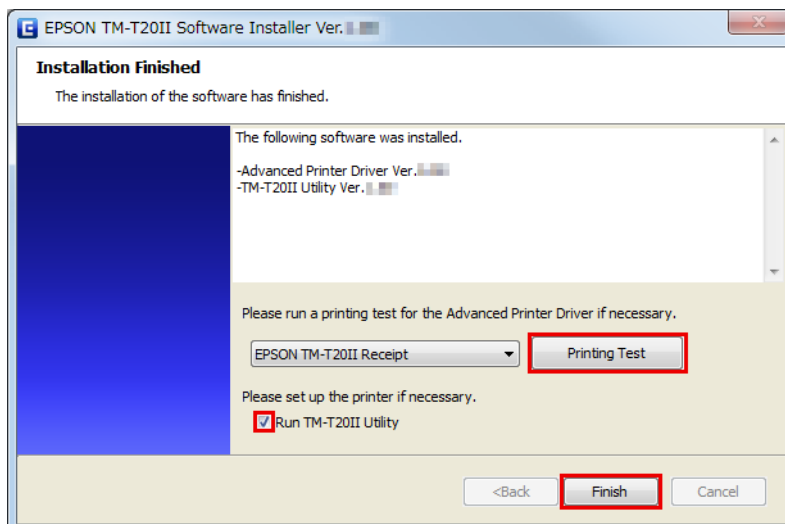 EPSON TM-T20II Software Installer Ver.
Installation Finished
The installation of the software has finished.
The following software was installed.
-Advanced Printer Driver Ver.
-TM-T20II Utility Ver.
Please run a printing test for the Advanced Printer Driver if necessary.
EPSON TM-T20II Receipt
Printing Test
Please set up the printer if necessary.
Run TM-T20II Utility
<Back
Finish
Cancel